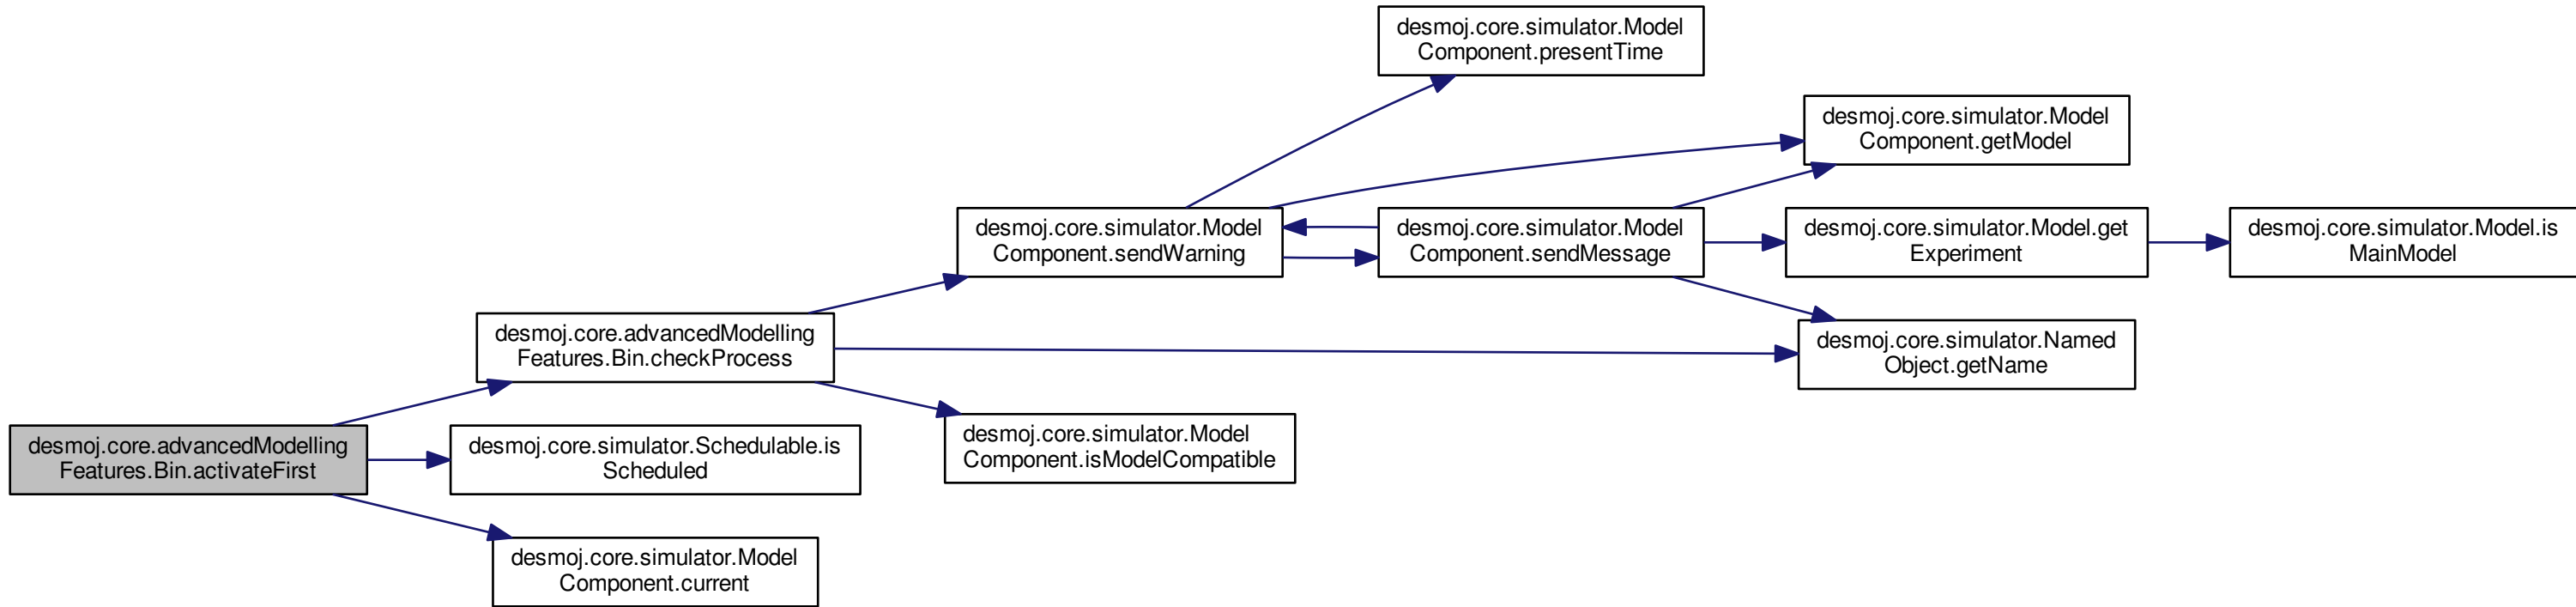 desmoj.core.simulator.Model
Component.presentTime
desmoj.core.simulator.Model
Component.getModel
desmoj.core.simulator.Model
Component.sendWarning
desmoj.core.simulator.Model
Component.sendMessage
desmoj.core.simulator.Model.get
Experiment
desmoj.core.simulator.Model.is
MainModel
desmoj.core.advancedModelling
Features.Bin.checkProcess
desmoj.core.simulator.Named
Object.getName
desmoj.core.advancedModelling
Features.Bin.activateFirst
desmoj.core.simulator.Schedulable.is
Scheduled
desmoj.core.simulator.Model
Component.isModelCompatible
desmoj.core.simulator.Model
Component.current